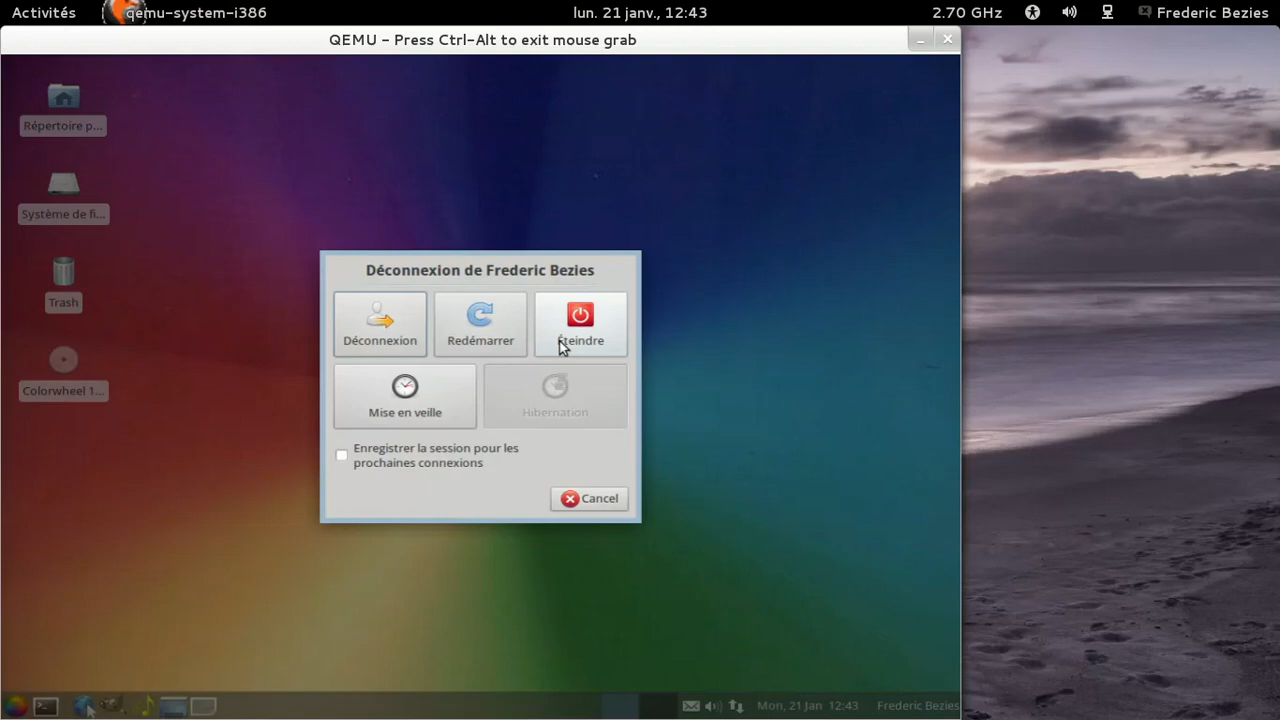 Activités qemu-system-i386 lun. 21 janv., 12:43 2.70 GHz Frederic Bezies
QEMU - Press Ctrl-Alt to exit mouse grab
Répertoire p...
Système de fi...
Trash
Colorwheel 1...
Déconnexion de Frederic Bezies
Déconnexion Redémarrer Éteindre
Mise en veille Hibernation
Enregistrer la session pour les
prochaines connexions
Cancel
Mon, 21 Jan 12:43 Frederic Bezies